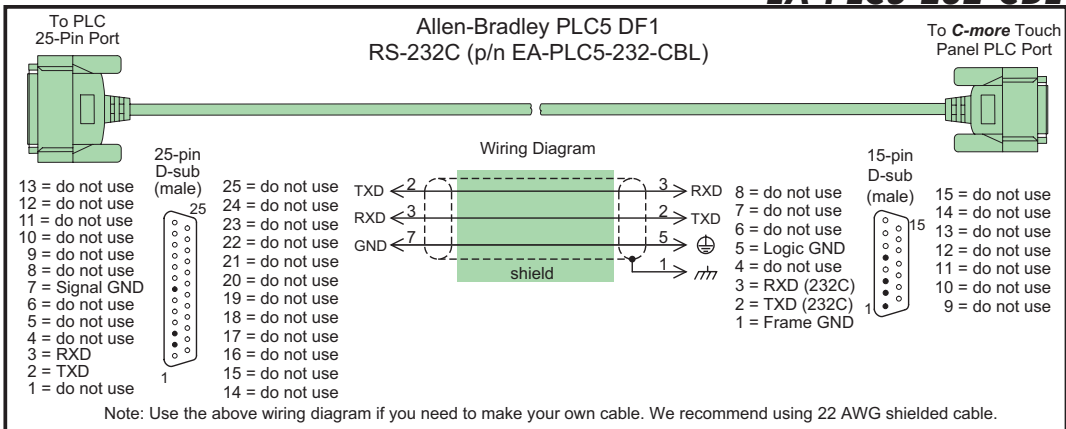 To PLC
25-Pin Port
Allen-Bradley PLC5 DF1
RS-232C (p/n EA-PLC5-232-CBL)
To C-more Touch
Panel PLC Port
25-pin
D-sub
(male)
13 = do not use
12 = do not use
11 = do not use
10 = do not use
9 = do not use
8 = do not use
7 = Signal GND
6 = do not use
5 = do not use
4 = do not use
3 = RXD
2 = TXD
1 = do not use
25
1
25 = do not use
24 = do not use
23 = do not use
22 = do not use
21 = do not use
20 = do not use
19 = do not use
18 = do not use
17 = do not use
16 = do not use
15 = do not use
14 = do not use
Wiring Diagram
TXD 2 3 RXD
RXD 3 2 TXD
GND 7 5
1
shield
8 = do not use
7 = do not use
6 = do not use
5 = Logic GND
4 = do not use
3 = RXD (232C)
2 = TXD (232C)
1 = Frame GND
15-pin
D-sub
(male)
15
1
15 = do not use
14 = do not use
13 = do not use
12 = do not use
11 = do not use
10 = do not use
9 = do not use
Note: Use the above wiring diagram if you need to make your own cable. We recommend using 22 AWG shielded cable.